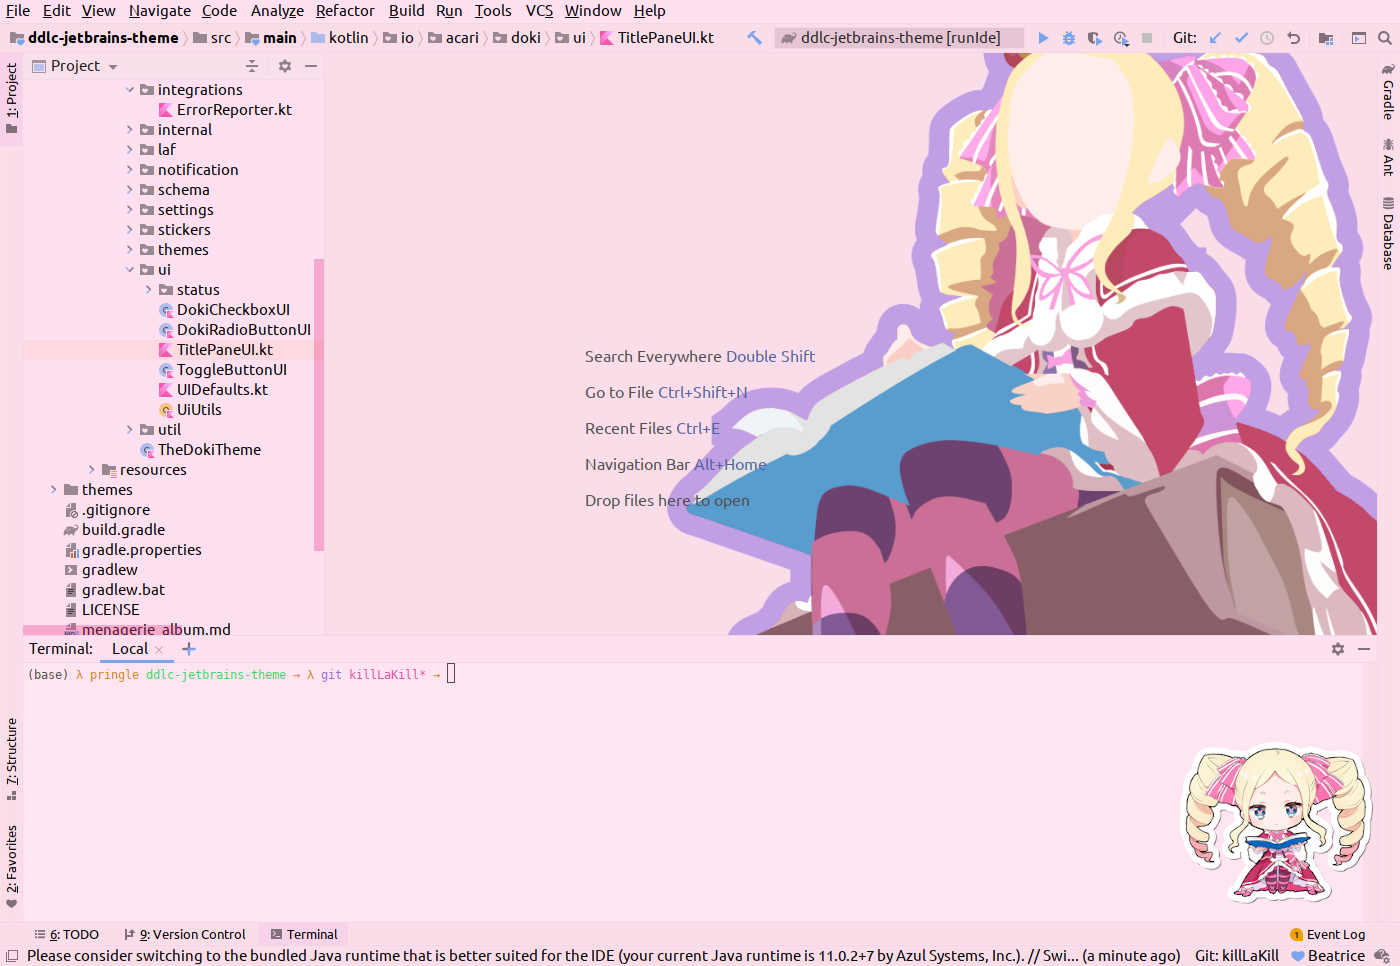 File Edit View Navigate Code Analyze Refactor Build Run Tools VCS Window Help
ddlc-jetbrains-theme src main kotlin io acari doki ui TitlePaneUI.kt ddlc-jetbrains-theme [runIde] Git:
1: Project
Project
integrations
ErrorReporter.kt
internal
laf
notification
schema
settings
stickers
themes
ui
status
DokiCheckboxUI
DokiRadioButtonUI
TitlePaneUI.kt
ToggleButtonUI
UIDefaults.kt
UiUtils
util
TheDokiTheme
resources
themes
.gitignore
build.gradle
gradle.properties
gradlew
gradlew.bat
LICENSE
menagerie_album.md
Search Everywhere Double Shift
Go to File Ctrl+Shift+N
Recent Files Ctrl+E
Navigation Bar Alt+Home
Drop files here to open
Gradle
Ant
Database
Terminal: Local
(base) λ pringle ddlc-jetbrains-theme → λ git killLaKill* →
7: Structure
2: Favorites
6: TODO 9: Version Control Terminal 1 Event Log
Please consider switching to the bundled Java runtime that is better suited for the IDE (your current Java runtime is 11.0.2+7 by Azul Systems, Inc.). // Swi... (a minute ago) Git: killLaKill Beatrice